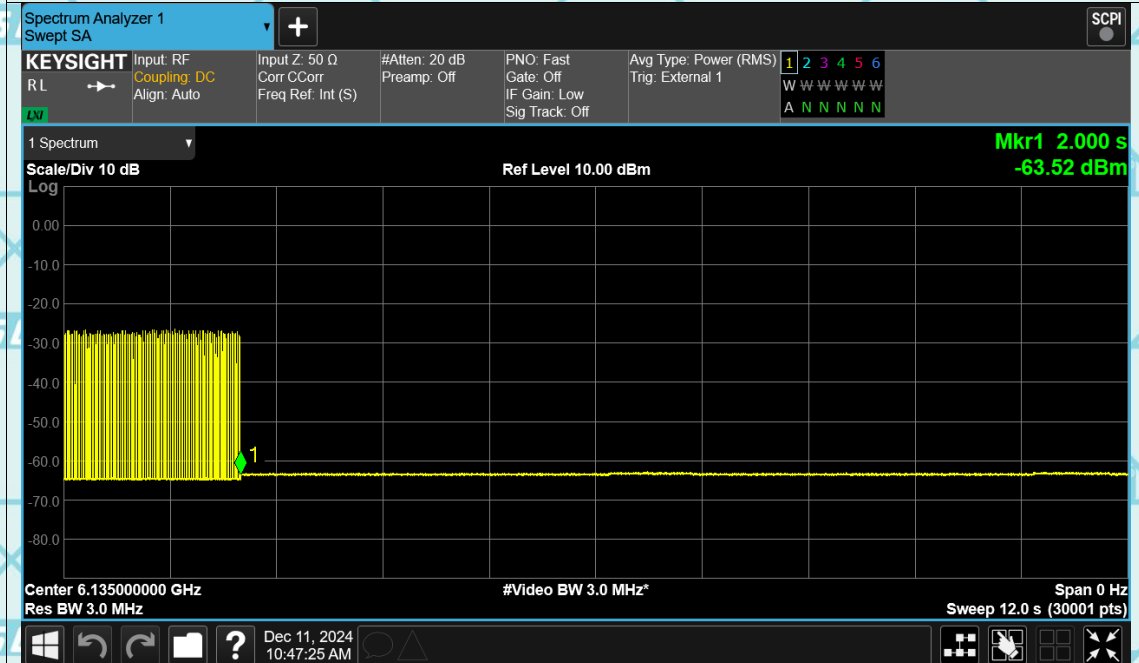 Spectrum Analyzer 1
Swept SA
+
SCPI
KEYSIGHT
R L
LXI
Input: RF
Coupling: DC
Align: Auto
Input Z: 50 Ω
Corr CCorr
Freq Ref: Int (S)
#Atten: 20 dB
Preamp: Off
PNO: Fast
Gate: Off
IF Gain: Low
Sig Track: Off
Avg Type: Power (RMS)
Trig: External 1
1 2 3 4 5 6
W W W W W W
A N N N N N
1 Spectrum
Scale/Div 10 dB
Ref Level 10.00 dBm
Mkr1 2.000 s
-63.52 dBm
Log
0.00
-10.0
-20.0
-30.0
-40.0
-50.0
-60.0
-70.0
-80.0
1
Center 6.135000000 GHz
Res BW 3.0 MHz
#Video BW 3.0 MHz*
Span 0 Hz
Sweep 12.0 s (30001 pts)
?
Dec 11, 2024
10:47:25 AM